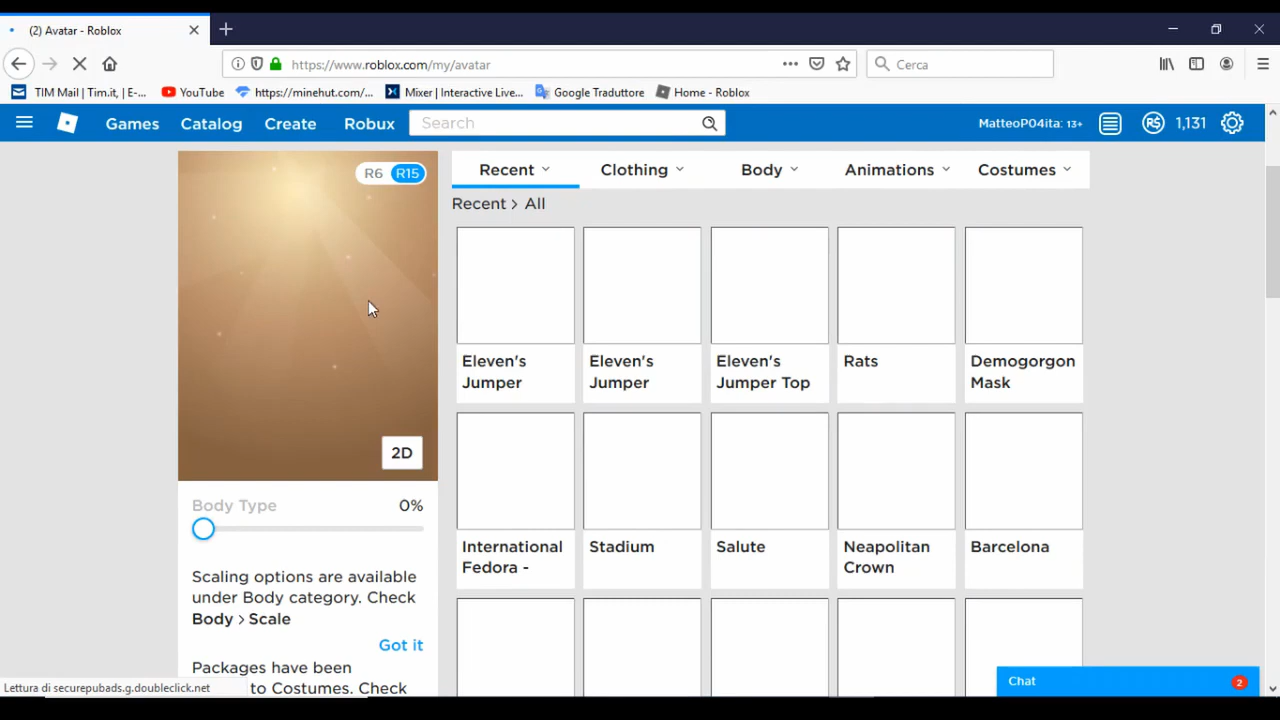 (2) Avatar - Roblox
https://www.roblox.com/my/avatar
Cerca
TIM Mail | Tim.it, | E-...
YouTube
https://minehut.com/...
Mixer | Interactive Live...
Google Traduttore
Home - Roblox
Games
Catalog
Create
Robux
Search
MatteoP04ita: 13+
R$
1,131
R6
R15
Recent
Clothing
Body
Animations
Costumes
Recent > All
2D
Eleven's
Jumper
Eleven's
Jumper
Eleven's
Jumper Top
Rats
Demogorgon
Mask
International
Fedora -
Stadium
Salute
Neapolitan
Crown
Barcelona
Body Type
0%
Scaling options are available
under Body category. Check
Body > Scale
Got it
Packages have been
to Costumes. Check
Lettura di securepubads.g.doubleclick.net
Chat
2